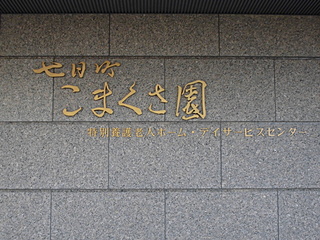 七日町
こまくさ園
特別養護老人ホーム・デイサービスセンター